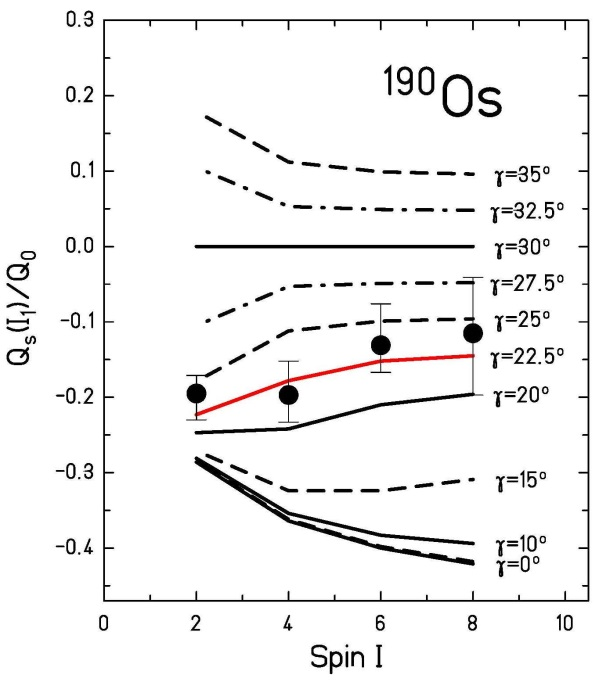 0.3
0.2
0.1
0.0
-0.1
-0.2
-0.3
-0.4
Qs(I1)/Q0
190Os
γ=35°
γ=32.5°
γ=30°
γ=27.5°
γ=25°
γ=22.5°
γ=20°
γ=15°
γ=10°
γ=0°
0 2 4 6 8 10
Spin I